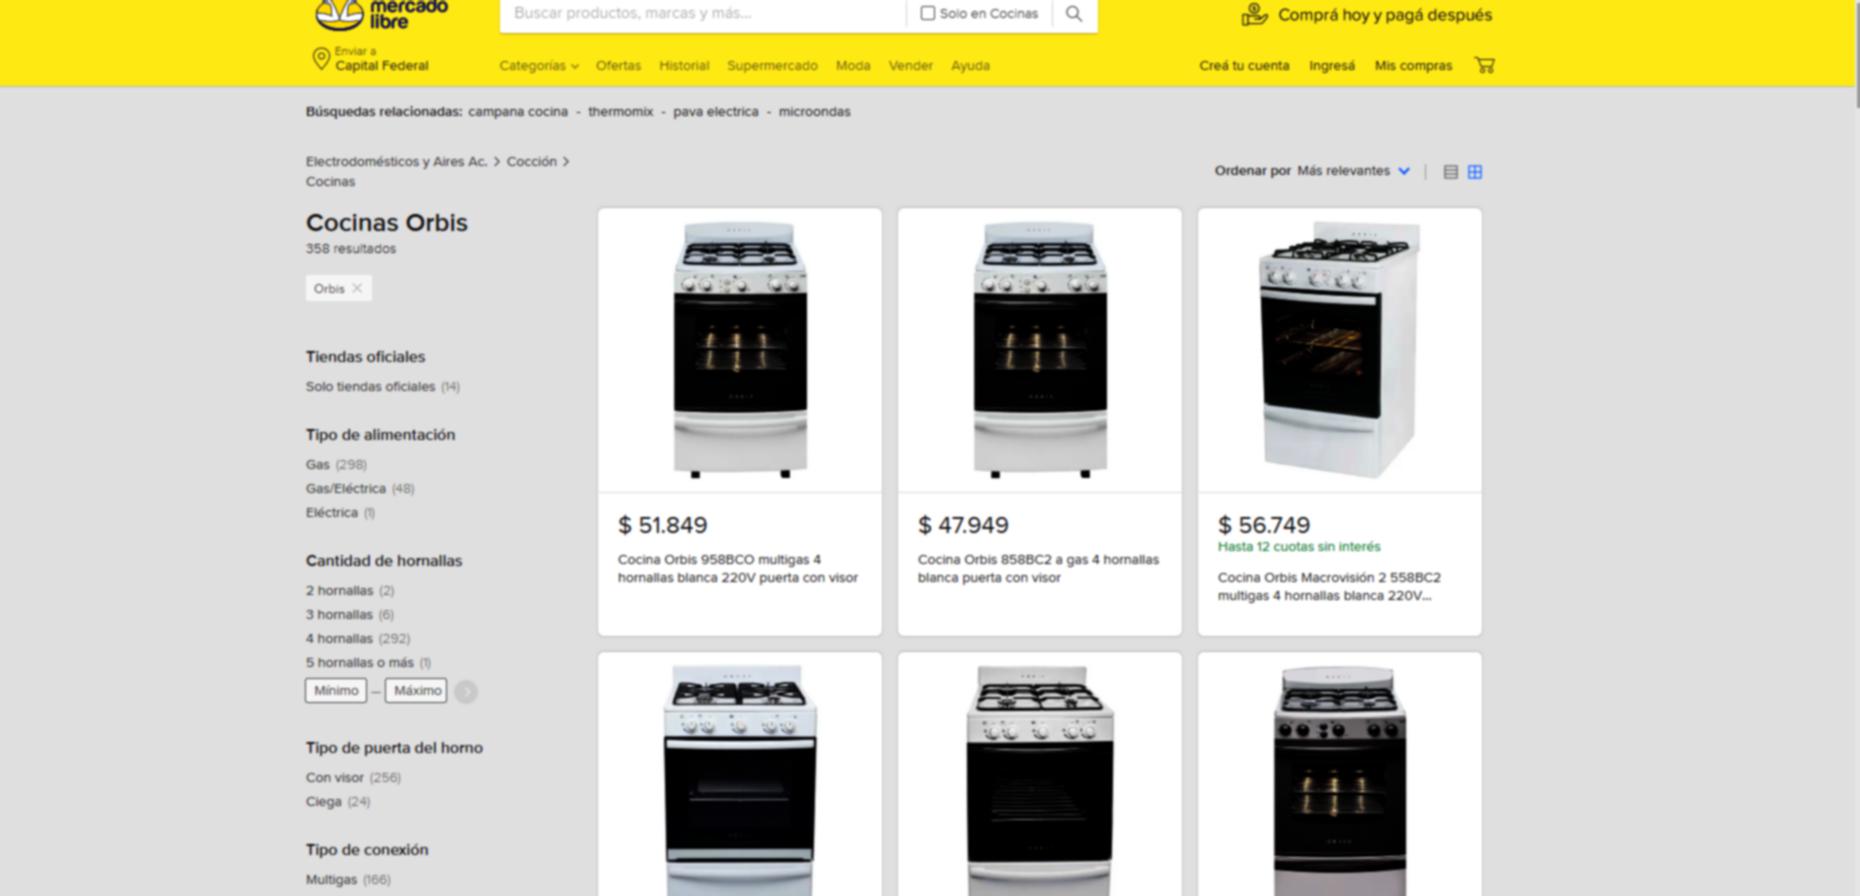 mercado
libre
Buscar productos, marcas y más...
Solo en Cocinas
Comprá hoy y pagá después
Enviar a
Capital Federal
Categorías
Ofertas
Historial
Supermercado
Moda
Vender
Ayuda
Creá tu cuenta
Ingresá
Mis compras
Búsquedas relacionadas: campana cocina - thermomix - pava electrica - microondas
Electrodomésticos y Aires Ac. > Cocción >
Cocinas
Ordenar por Más relevantes
Cocinas Orbis
358 resultados
Orbis
Tiendas oficiales
Solo tiendas oficiales (14)
Tipo de alimentación
Gas (298)
Gas/Eléctrica (48)
Eléctrica (1)
Cantidad de hornallas
2 hornallas (2)
3 hornallas (6)
4 hornallas (292)
5 hornallas o más (1)
Mínimo – Máximo
Tipo de puerta del horno
Con visor (256)
Ciega (24)
Tipo de conexión
Multigas (166)
$ 51.849
Cocina Orbis 958BCO multigas 4
hornallas blanca 220V puerta con visor
$ 47.949
Cocina Orbis 858BC2 a gas 4 hornallas
blanca puerta con visor
$ 56.749
Hasta 12 cuotas sin interés
Cocina Orbis Macrovisión 2 558BC2
multigas 4 hornallas blanca 220V...